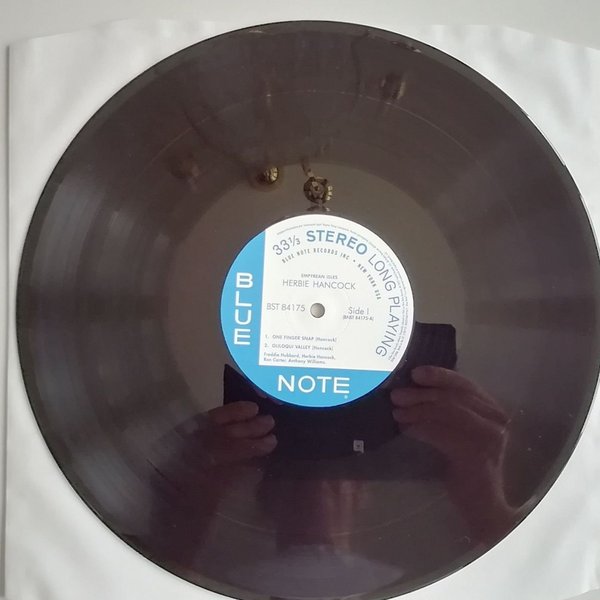 33⅓ STEREO LONG PLAYING
BLUE NOTE RECORDS INC • NEW YORK USA
EMPYREAN ISLES
HERBIE HANCOCK
BST 84175
Side 1
(BNST 84175-A)
1. ONE FINGER SNAP (Hancock)
2. OLILOQUI VALLEY (Hancock)
Freddie Hubbard, Herbie Hancock,
Ron Carter, Anthony Williams.
BLUE
NOTE
®